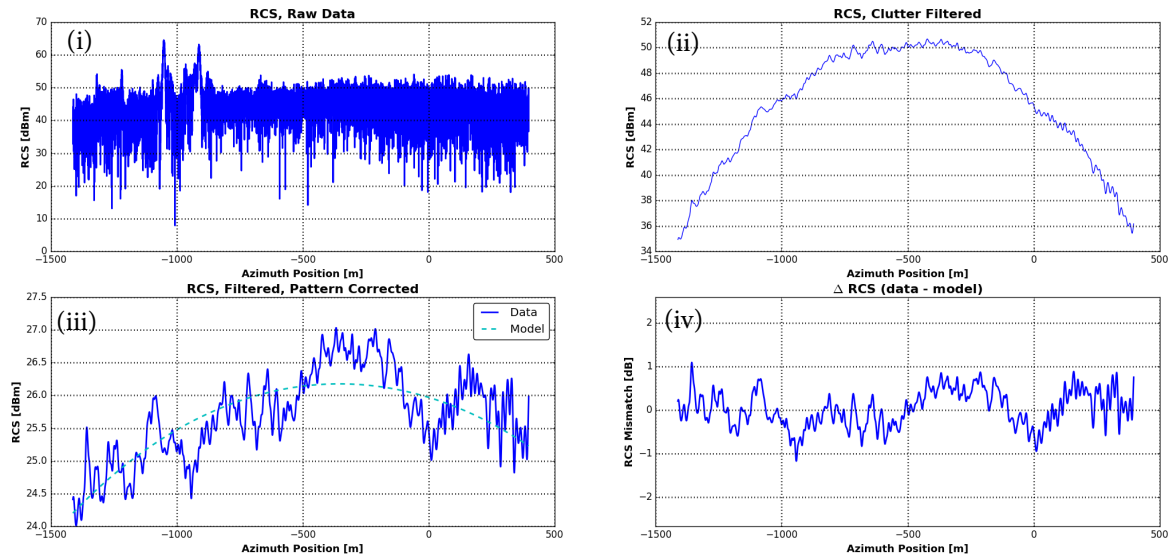 RCS, Raw Data
(i)
RCS [dBm]
70
60
50
40
30
20
10
0
−1500
−1000
−500
0
500
Azimuth Position [m]
RCS, Clutter Filtered
(ii)
RCS [dBm]
52
50
48
46
44
42
40
38
36
34
−1500
−1000
−500
0
500
Azimuth Position [m]
RCS, Filtered, Pattern Corrected
(iii)
Data
Model
RCS [dBm]
27.5
27.0
26.5
26.0
25.5
25.0
24.5
24.0
−1500
−1000
−500
0
500
Azimuth Position [m]
Δ RCS (data - model)
(iv)
RCS Mismatch [dB]
2
1
0
−1
−2
−1500
−1000
−500
0
500
Azimuth Position [m]